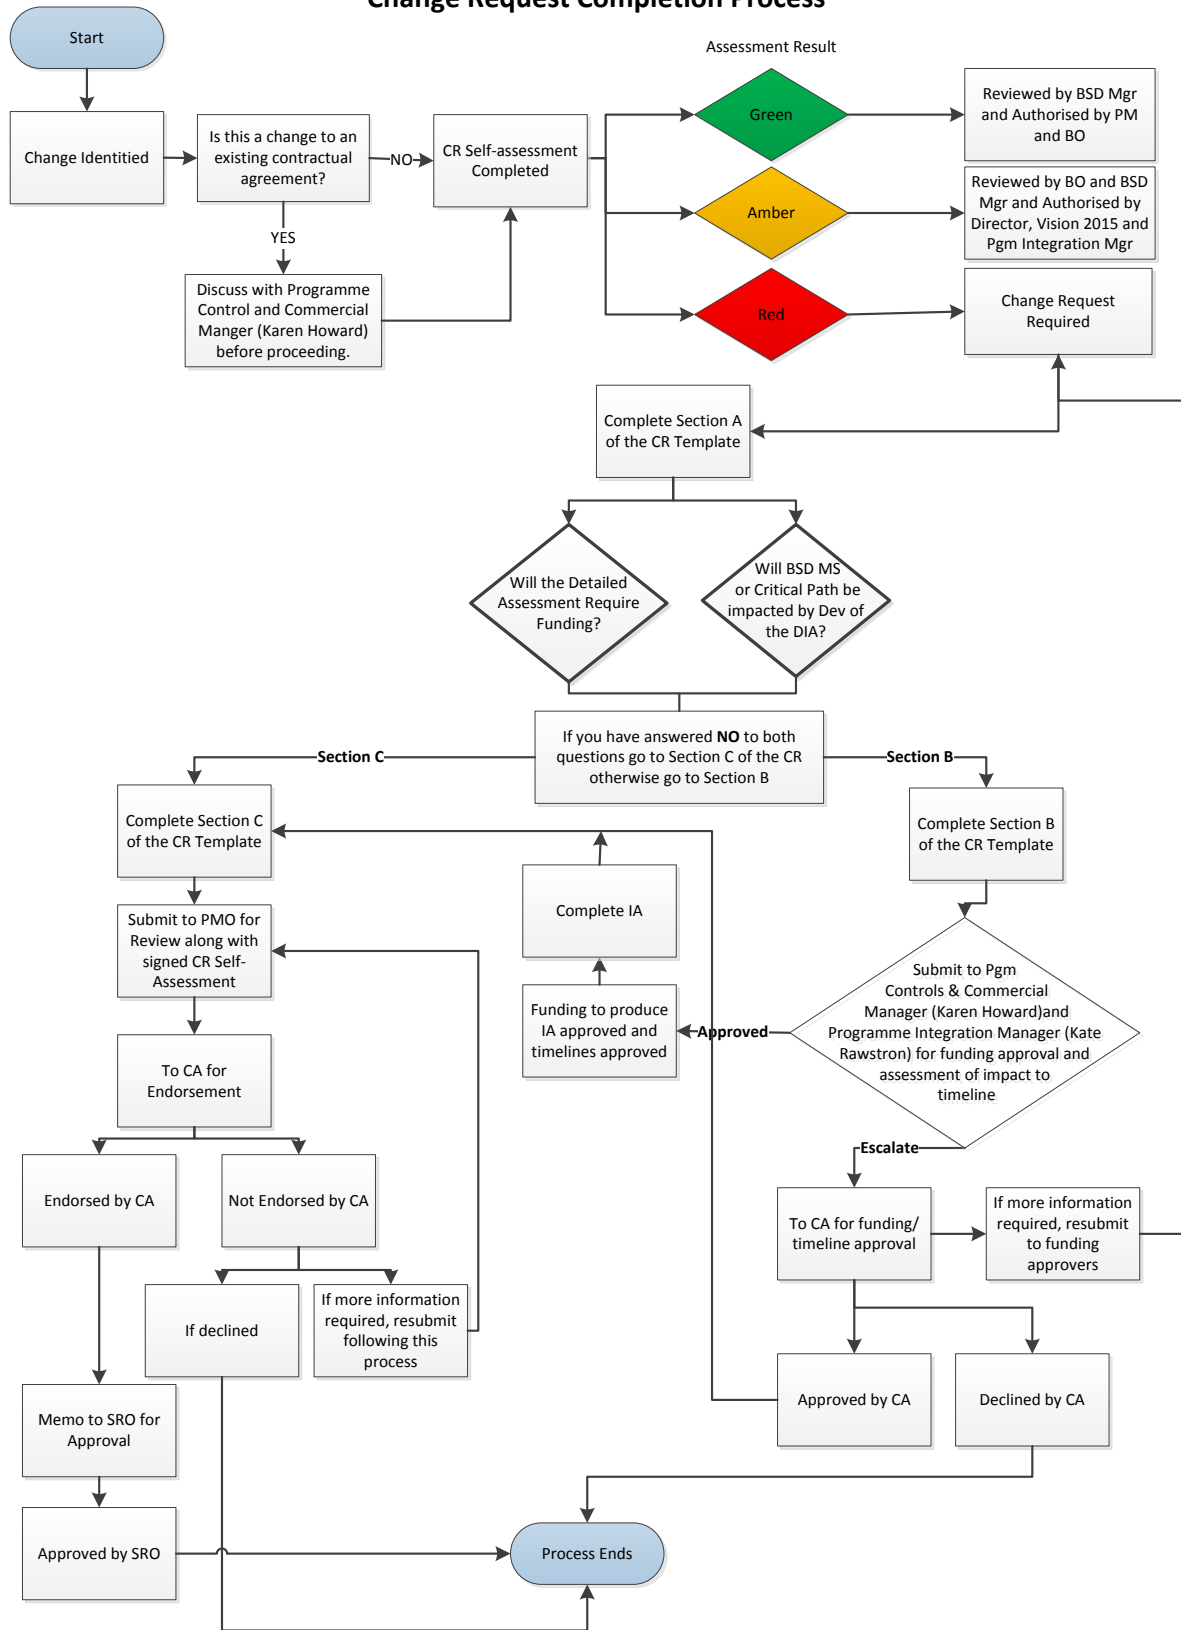 Change Request Completion Process
Start
Assessment Result
Change Identitied
Is this a change to an
existing contractual
agreement?
NO
CR Self-assessment
Completed
Green
Reviewed by BSD Mgr
and Authorised by PM
and BO
Amber
Reviewed by BO and BSD
Mgr and Authorised by
Director, Vision 2015 and
Pgm Integration Mgr
YES
Discuss with Programme
Control and Commercial
Manger (Karen Howard)
before proceeding.
Red
Change Request
Required
Complete Section A
of the CR Template
Will the Detailed
Assessment Require
Funding?
Will BSD MS
or Critical Path be
impacted by Dev of
the DIA?
If you have answered NO to both
questions go to Section C of the CR
otherwise go to Section B
Section C
Section B
Complete Section C
of the CR Template
Complete Section B
of the CR Template
Complete IA
Submit to PMO for
Review along with
signed CR Self-
Assessment
Submit to Pgm
Controls & Commercial
Manager (Karen Howard)and
Programme Integration Manager (Kate
Rawstron) for funding approval and
assessment of impact to
timeline
Approved
Funding to produce
IA approved and
timelines approved
To CA for
Endorsement
Escalate
Endorsed by CA
Not Endorsed by CA
To CA for funding/
timeline approval
If more information
required, resubmit
to funding
approvers
If declined
If more information
required, resubmit
following this
process
Approved by CA
Declined by CA
Memo to SRO for
Approval
Approved by SRO
Process Ends